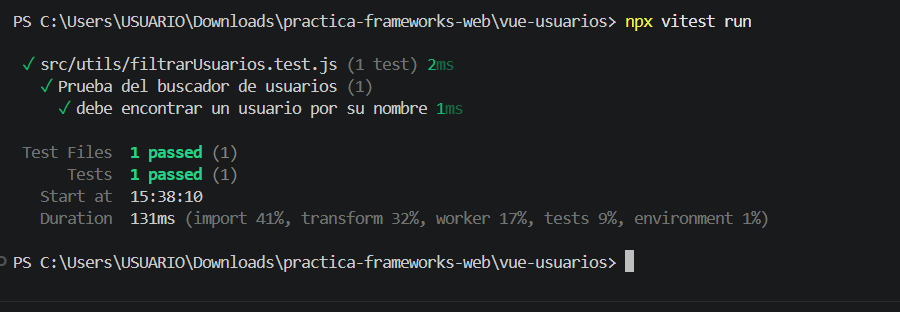 PS C:\Users\USUARIO\Downloads\practica-frameworks-web\vue-usuarios> npx vitest run
✓ src/utils/filtrarUsuarios.test.js (1 test) 2ms
✓ Prueba del buscador de usuarios (1)
✓ debe encontrar un usuario por su nombre 1ms
Test Files 1 passed (1)
Tests 1 passed (1)
Start at 15:38:10
Duration 131ms (import 41%, transform 32%, worker 17%, tests 9%, environment 1%)
PS C:\Users\USUARIO\Downloads\practica-frameworks-web\vue-usuarios>